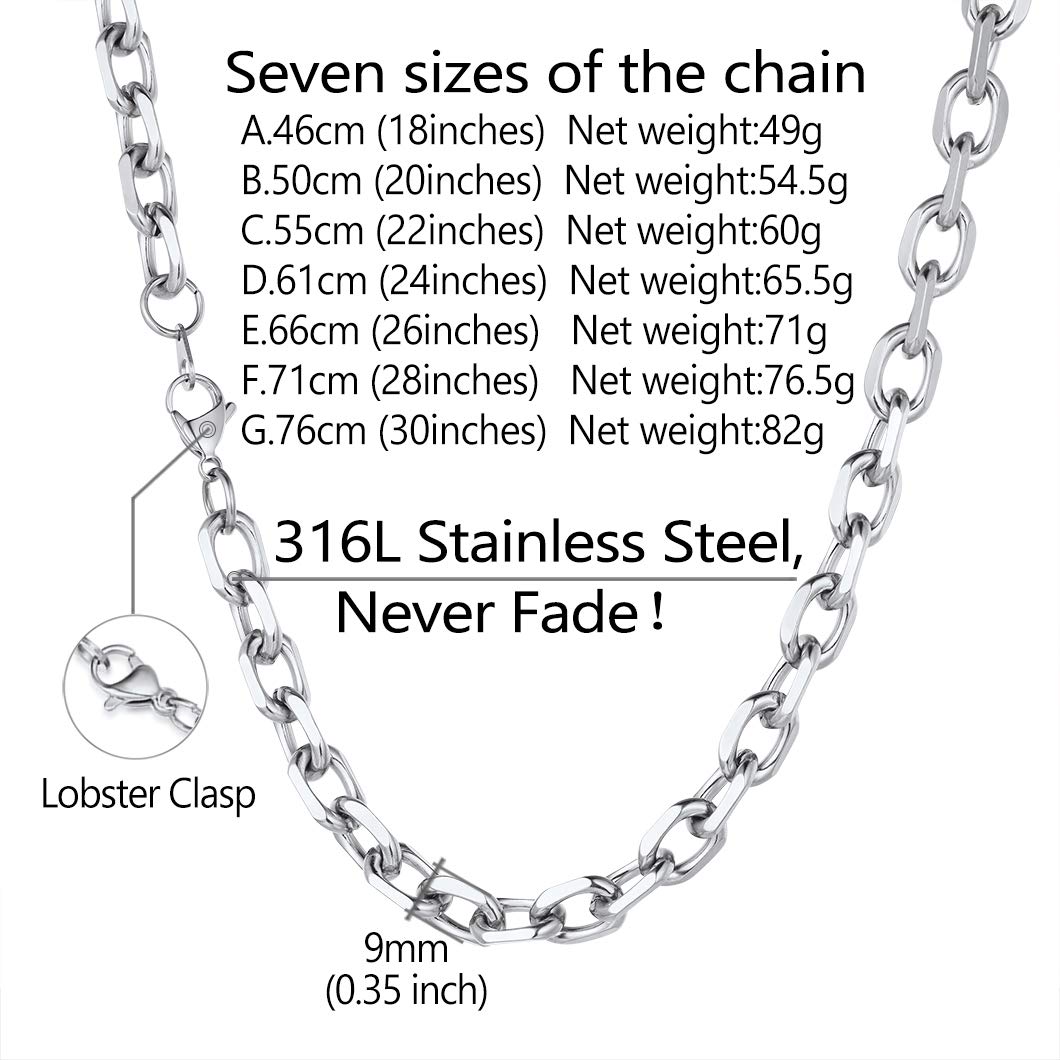 Seven sizes of the chain
A.46cm (18inches) Net weight:49g
B.50cm (20inches) Net weight:54.5g
C.55cm (22inches) Net weight:60g
D.61cm (24inches) Net weight:65.5g
E.66cm (26inches) Net weight:71g
F.71cm (28inches) Net weight:76.5g
G.76cm (30inches) Net weight:82g
316L Stainless Steel,
Never Fade！
Lobster Clasp
9mm
(0.35 inch)